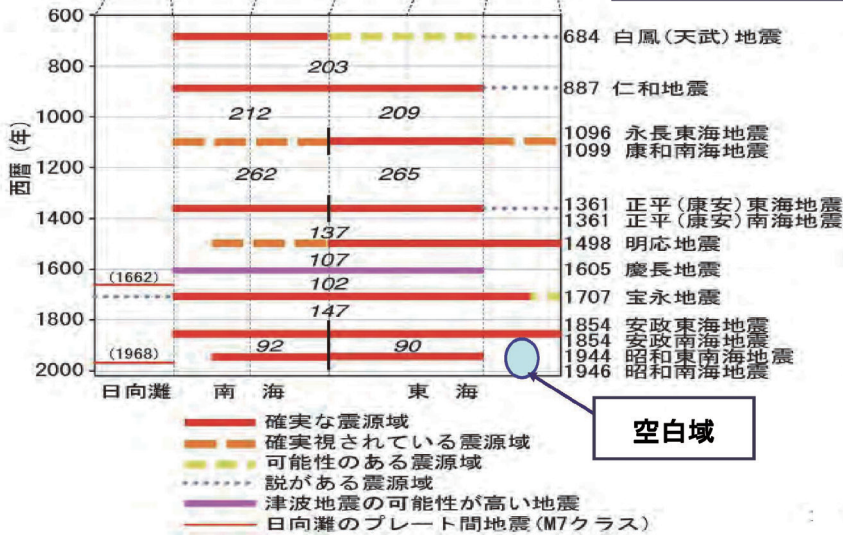 600
684 白鳳(天武)地震
800
203
887 仁和地震
1000
212 209
1096 永長東海地震
1099 康和南海地震
1200
262 265
1361 正平(康安)東海地震
1361 正平(康安)南海地震
1400
137
1498 明応地震
1600
107
1605 慶長地震
(1662)
102
1707 宝永地震
147
1800
1854 安政東海地震
1854 安政南海地震
92 90
1944 昭和東南海地震
(1968)
1946 昭和南海地震
2000
西暦(年)
日向灘 南海 東海
空白域
確実な震源域
確実視されている震源域
可能性のある震源域
説がある震源域
津波地震の可能性が高い地震
日向灘のプレート間地震(M7クラス)